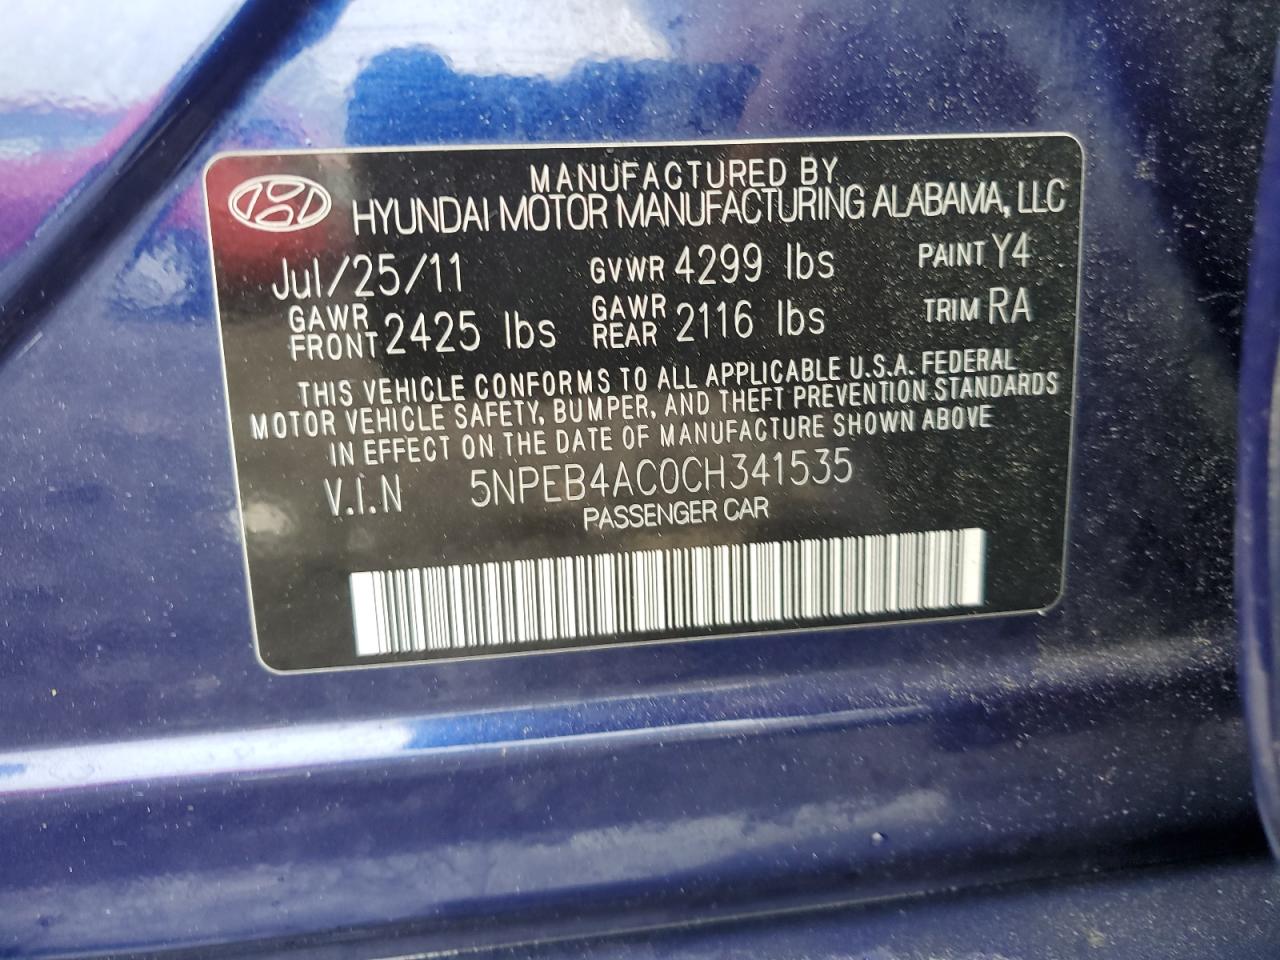 MANUFACTURED BY
HYUNDAI MOTOR MANUFACTURING ALABAMA, LLC
Jul/25/11 GVWR 4299 lbs PAINT Y4
GAWR FRONT 2425 lbs GAWR REAR 2116 lbs TRIM RA
THIS VEHICLE CONFORMS TO ALL APPLICABLE U.S.A. FEDERAL
MOTOR VEHICLE SAFETY, BUMPER, AND THEFT PREVENTION STANDARDS
IN EFFECT ON THE DATE OF MANUFACTURE SHOWN ABOVE
V.I.N 5NPEB4AC0CH341535
PASSENGER CAR